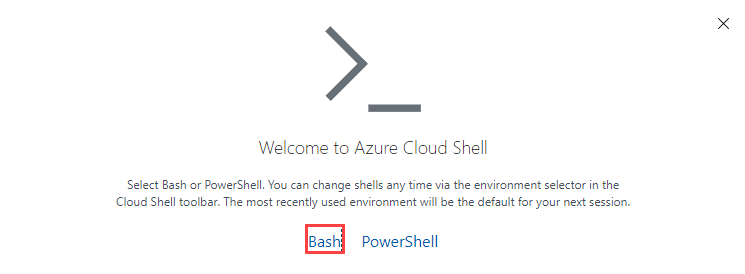 Welcome to Azure Cloud Shell
Select Bash or PowerShell. You can change shells any time via the environment selector in the
Cloud Shell toolbar. The most recently used environment will be the default for your next session.
Bash PowerShell